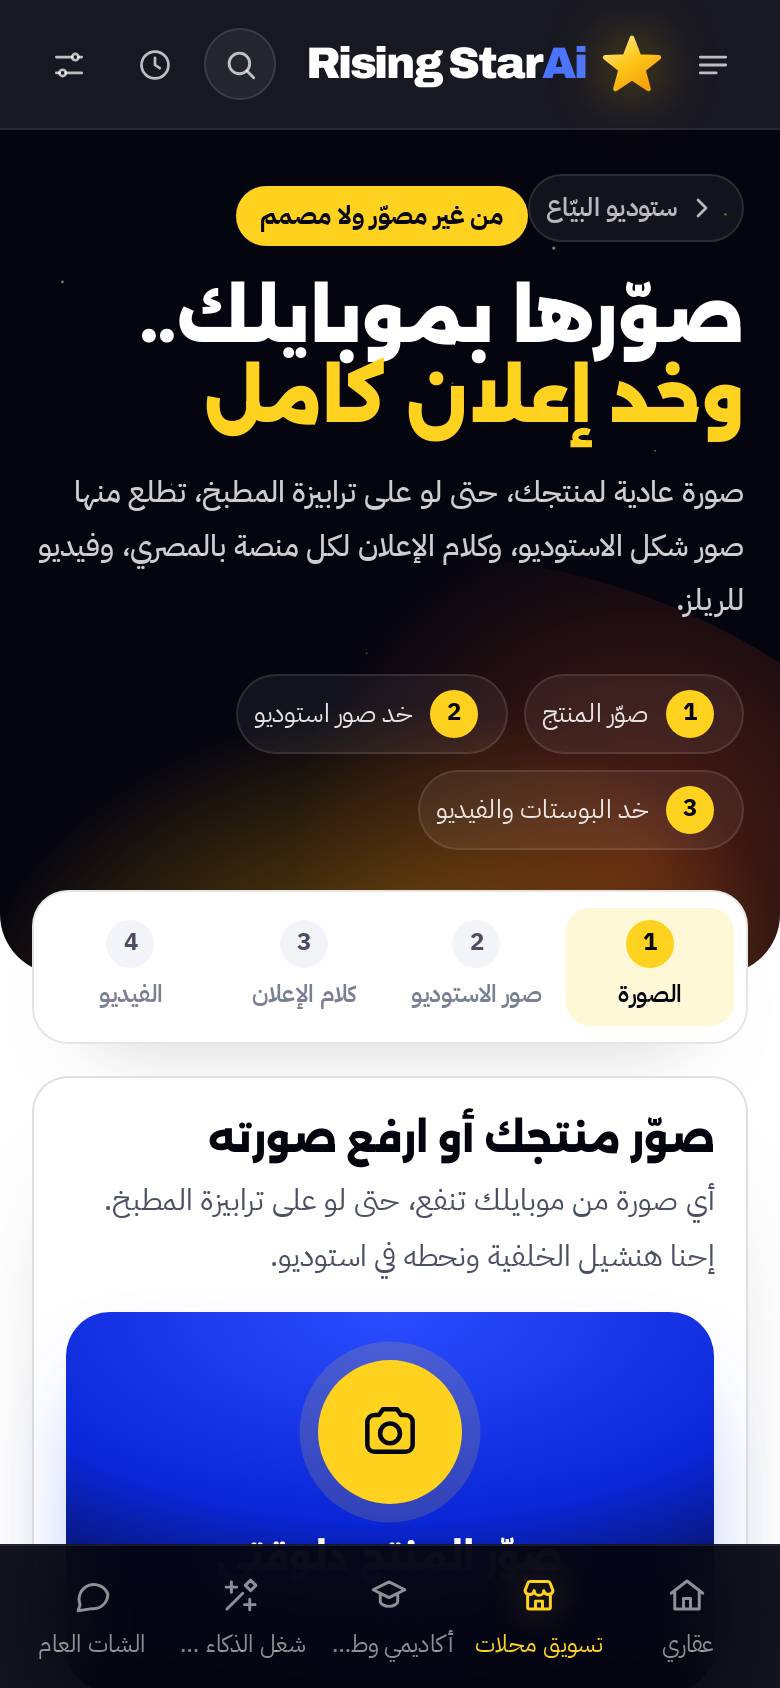 Rising StarAi
ستوديو البيّاع
من غير مصوّر ولا مصمم
صوّرها بموبايلك..
وخد إعلان كامل
صورة عادية لمنتجك، حتى لو على ترابيزة المطبخ، تطلع منها
صور شكل الاستوديو، وكلام الإعلان لكل منصة بالمصري، وفيديو
للريلز.
1 صوّر المنتج
2 خد صور استوديو
3 خد البوستات والفيديو
1 الصورة
2 صور الاستوديو
3 كلام الإعلان
4 الفيديو
صوّر منتجك أو ارفع صورته
أي صورة من موبايلك تنفع، حتى لو على ترابيزة المطبخ.
إحنا هنشيل الخلفية ونحطه في استوديو.
صوّر المنتج دلوقتي
عقاري
تسويق محلات
أكاديمي وط...
شغل الذكاء ...
الشات العام